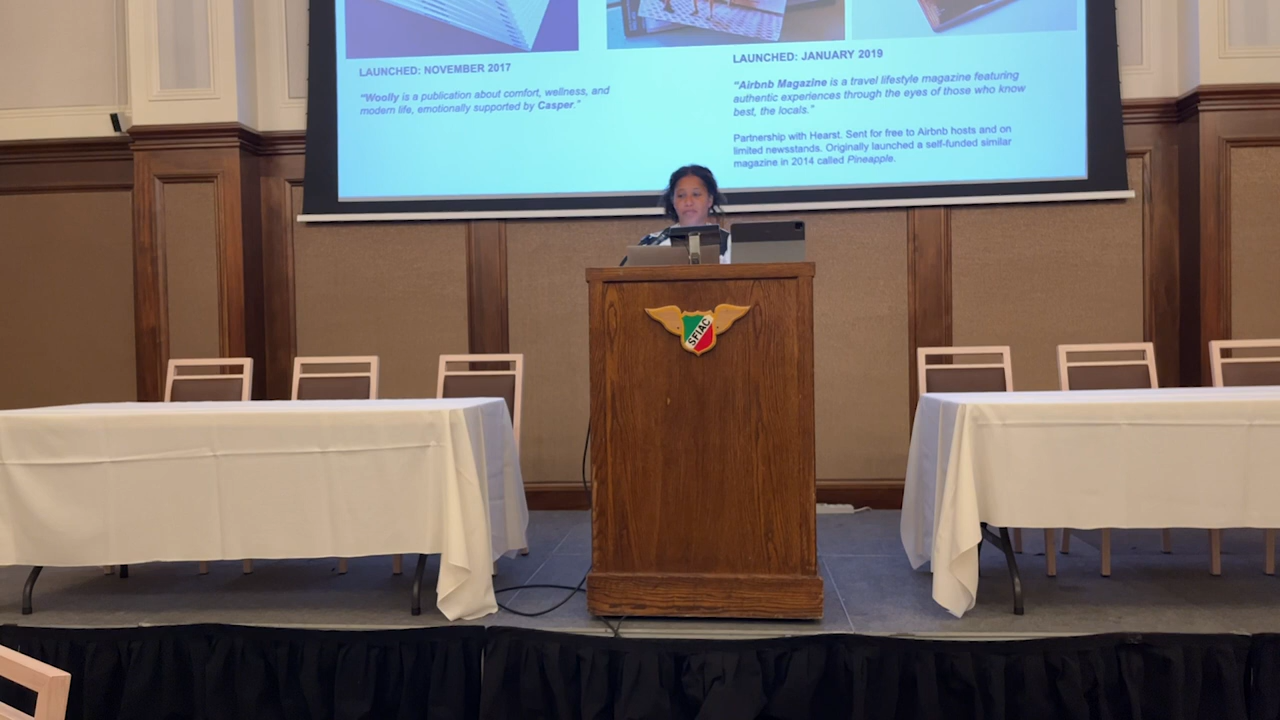 LAUNCHED: NOVEMBER 2017
"Woolly is a publication about comfort, wellness, and
modern life, emotionally supported by Casper."
LAUNCHED: JANUARY 2019
"Airbnb Magazine is a travel lifestyle magazine featuring
authentic experiences through the eyes of those who know
best, the locals."
Partnership with Hearst. Sent for free to Airbnb hosts and on
limited newsstands. Originally launched a self-funded similar
magazine in 2014 called Pineapple.
SFIAC